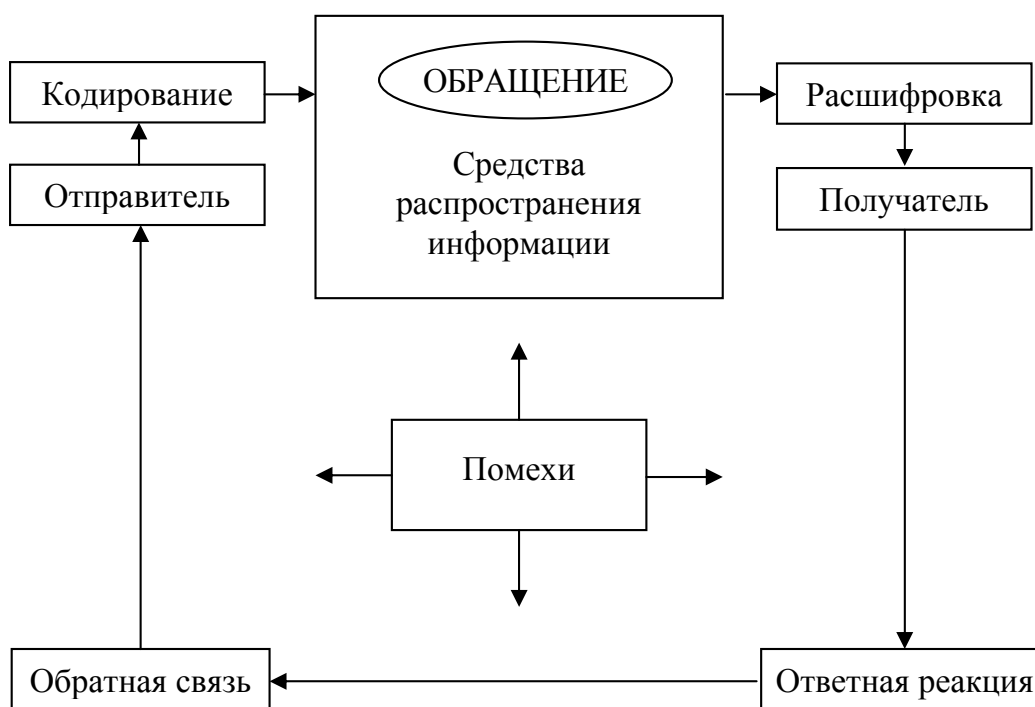 Кодирование
ОБРАЩЕНИЕ
Расшифровка
Отправитель
Средства
распространения
информации
Получатель
Помехи
Обратная связь
Ответная реакция